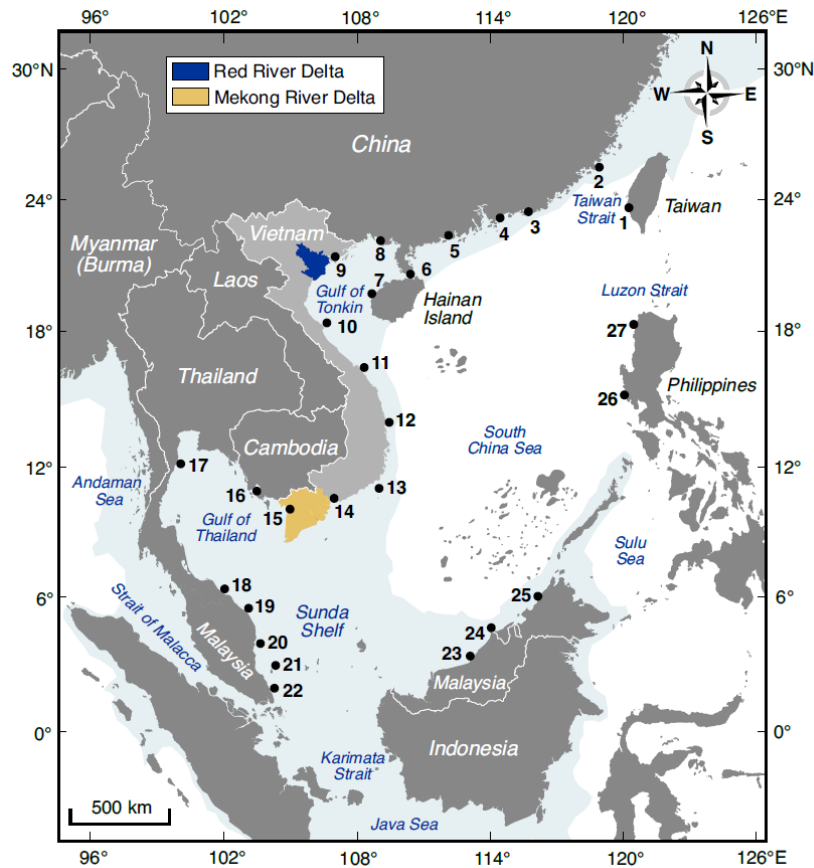 96°
102°
108°
114°
120°
126°E
30°N
30°N
Red River Delta
Mekong River Delta
N
W
E
S
China
2
24°
24°
Taiwan
Strait
1
Taiwan
Vietnam
8
5
4
3
Myanmar
(Burma)
9
Laos
7
6
Gulf of
Tonkin
Hainan
Island
Luzon Strait
10
18°
18°
27
11
Thailand
Philippines
26
12
South
China Sea
Cambodia
17
12°
12°
Andaman
Sea
16
13
15
14
Gulf of
Thailand
Sulu
Sea
18
25
6°
6°
19
Sunda
Shelf
Strait of Malacca
Malaysia
20
24
21
23
22
Malaysia
0°
0°
Indonesia
Karimata
Strait
500 km
Java Sea
96°
102°
108°
114°
120°
126°E